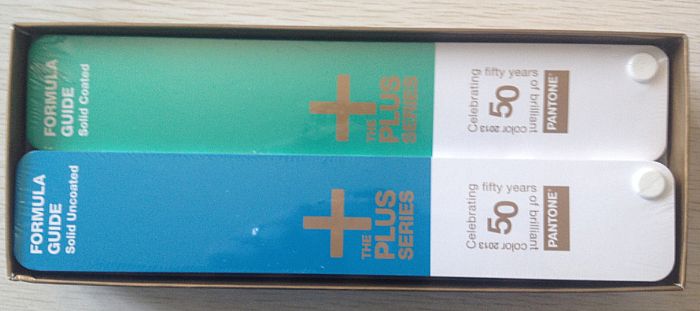 FORMULA
GUIDE
Solid Coated
THE
PLUS
SERIES
Celebrating fifty years
50
of brilliant
color 2013
PANTONE®
FORMULA
GUIDE
Solid Uncoated
THE
PLUS
SERIES
Celebrating fifty years
50
of brilliant
color 2013
PANTONE®